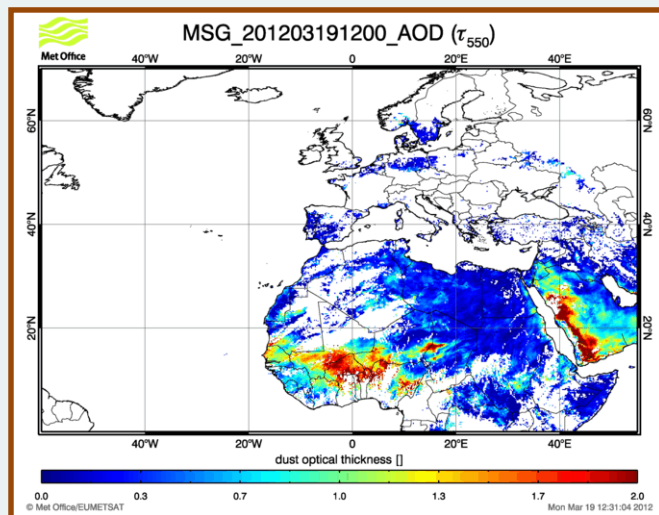 Met Office
MSG_201203191200_AOD (τ550)
40°W 20°W 0 20°E 40°E
60°N 60°N
40°N 40°N
20°N 20°N
40°W 20°W 0 20°E 40°E
dust optical thickness []
0.0 0.3 0.7 1.0 1.3 1.7 2.0
© Met Office/EUMETSAT Mon Mar 19 12:31:04 2012